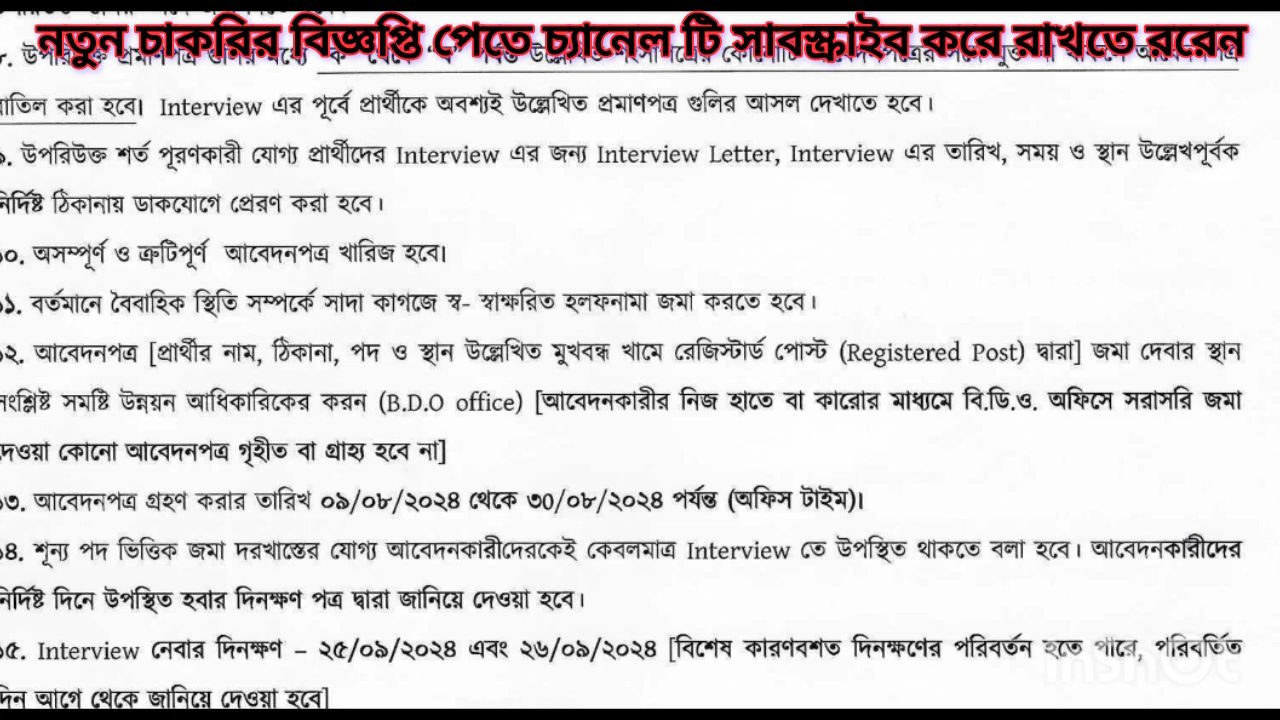 নতুন চাকরির বিজ্ঞপ্তি পেতে চ্যানেল টি সাবস্ক্রাইব করে রাখতে ররেন
বাতিল করা হবে। Interview এর পূর্বে প্রার্থীকে অবশ্যই উল্লেখিত প্রমাণপত্র গুলির আসল দেখাতে হবে।
৯. উপরিউক্ত শর্ত পূরণকারী যোগ্য প্রার্থীদের Interview এর জন্য Interview Letter, Interview এর তারিখ, সময় ও স্থান উল্লেখপূর্বক
নির্দিষ্ট ঠিকানায় ডাকযোগে প্রেরণ করা হবে।
১০. অসম্পূর্ণ ও ত্রুটিপূর্ণ আবেদনপত্র খারিজ হবে।
১১. বর্তমানে বৈবাহিক স্থিতি সম্পর্কে সাদা কাগজে স্ব- স্বাক্ষরিত হলফনামা জমা করতে হবে।
১২. আবেদনপত্র [প্রার্থীর নাম, ঠিকানা, পদ ও স্থান উল্লেখিত মুখবন্ধ খামে রেজিস্টার্ড পোস্ট (Registered Post) দ্বারা] জমা দেবার স্থান
সংশ্লিষ্ট সমষ্টি উন্নয়ন আধিকারিকের করন (B.D.O office) [আবেদনকারীর নিজ হাতে বা কারোর মাধ্যমে বি.ডি.ও. অফিসে সরাসরি জমা
দেওয়া কোনো আবেদনপত্র গৃহীত বা গ্রাহ্য হবে না]
১৩. আবেদনপত্র গ্রহণ করার তারিখ ০৯/০৮/২০২৪ থেকে ৩0/০৮/২০২৪ পর্যন্ত (অফিস টাইম)।
১৪. শূন্য পদ ভিত্তিক জমা দরখাস্তের যোগ্য আবেদনকারীদেরকেই কেবলমাত্র Interview তে উপস্থিত থাকতে বলা হবে। আবেদনকারীদের
নির্দিষ্ট দিনে উপস্থিত হবার দিনক্ষণ পত্র দ্বারা জানিয়ে দেওয়া হবে।
১৫. Interview নেবার দিনক্ষণ – ২৫/০৯/২০২৪ এবং ২৬/০৯/২০২৪ [বিশেষ কারণবশত দিনক্ষণের পরিবর্তন হতে পারে, পরিবর্তিত
দিন আগে থেকে জানিয়ে দেওয়া হবে]
InShOt